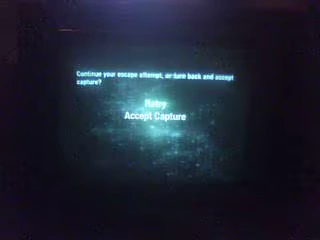 Continue your escape attempt, or turn back and accept
capture?
Retry
Accept Capture